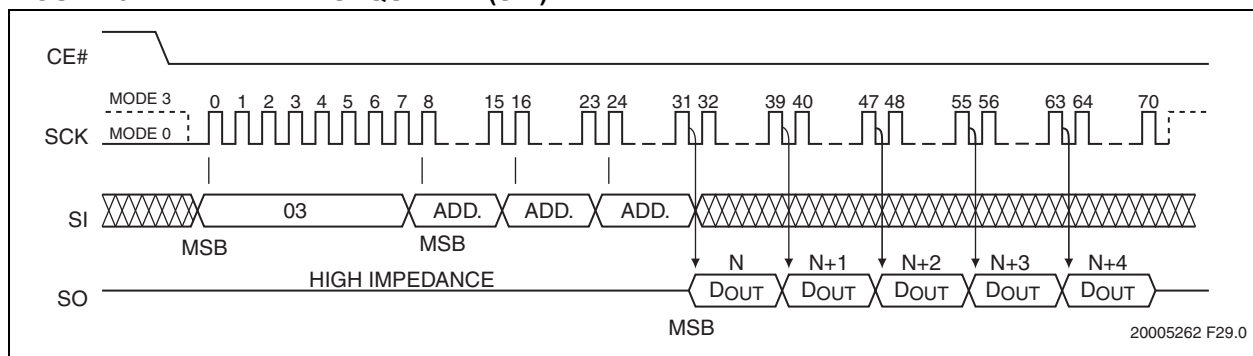 CE#
MODE 3
0 1 2 3 4 5 6 7 8 15 16 23 24 31 32 39 40 47 48 55 56 63 64 70
SCK MODE 0
SI 03 ADD. ADD. ADD.
MSB MSB
HIGH IMPEDANCE N N+1 N+2 N+3 N+4
SO DOUT DOUT DOUT DOUT DOUT
MSB
20005262 F29.0